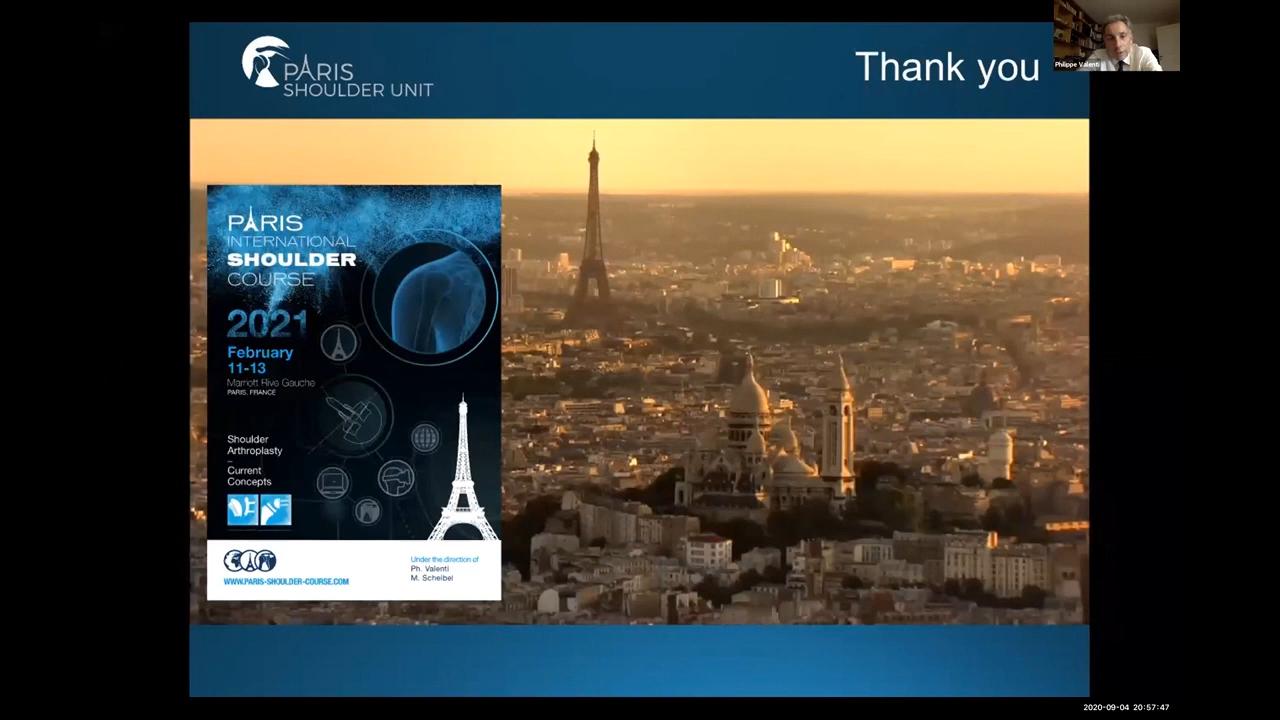 PARIS
SHOULDER UNIT
Thank you
Philippe Valenti
PARIS
INTERNATIONAL
SHOULDER
COURSE
2021
February
11-13
Marriott Rive Gauche
PARIS, FRANCE
Shoulder
Arthroplasty
–
Current
Concepts
WWW.PARIS-SHOULDER-COURSE.COM
Under the direction of
Ph. Valenti
M. Scheibel
2020-09-04 20:57:47